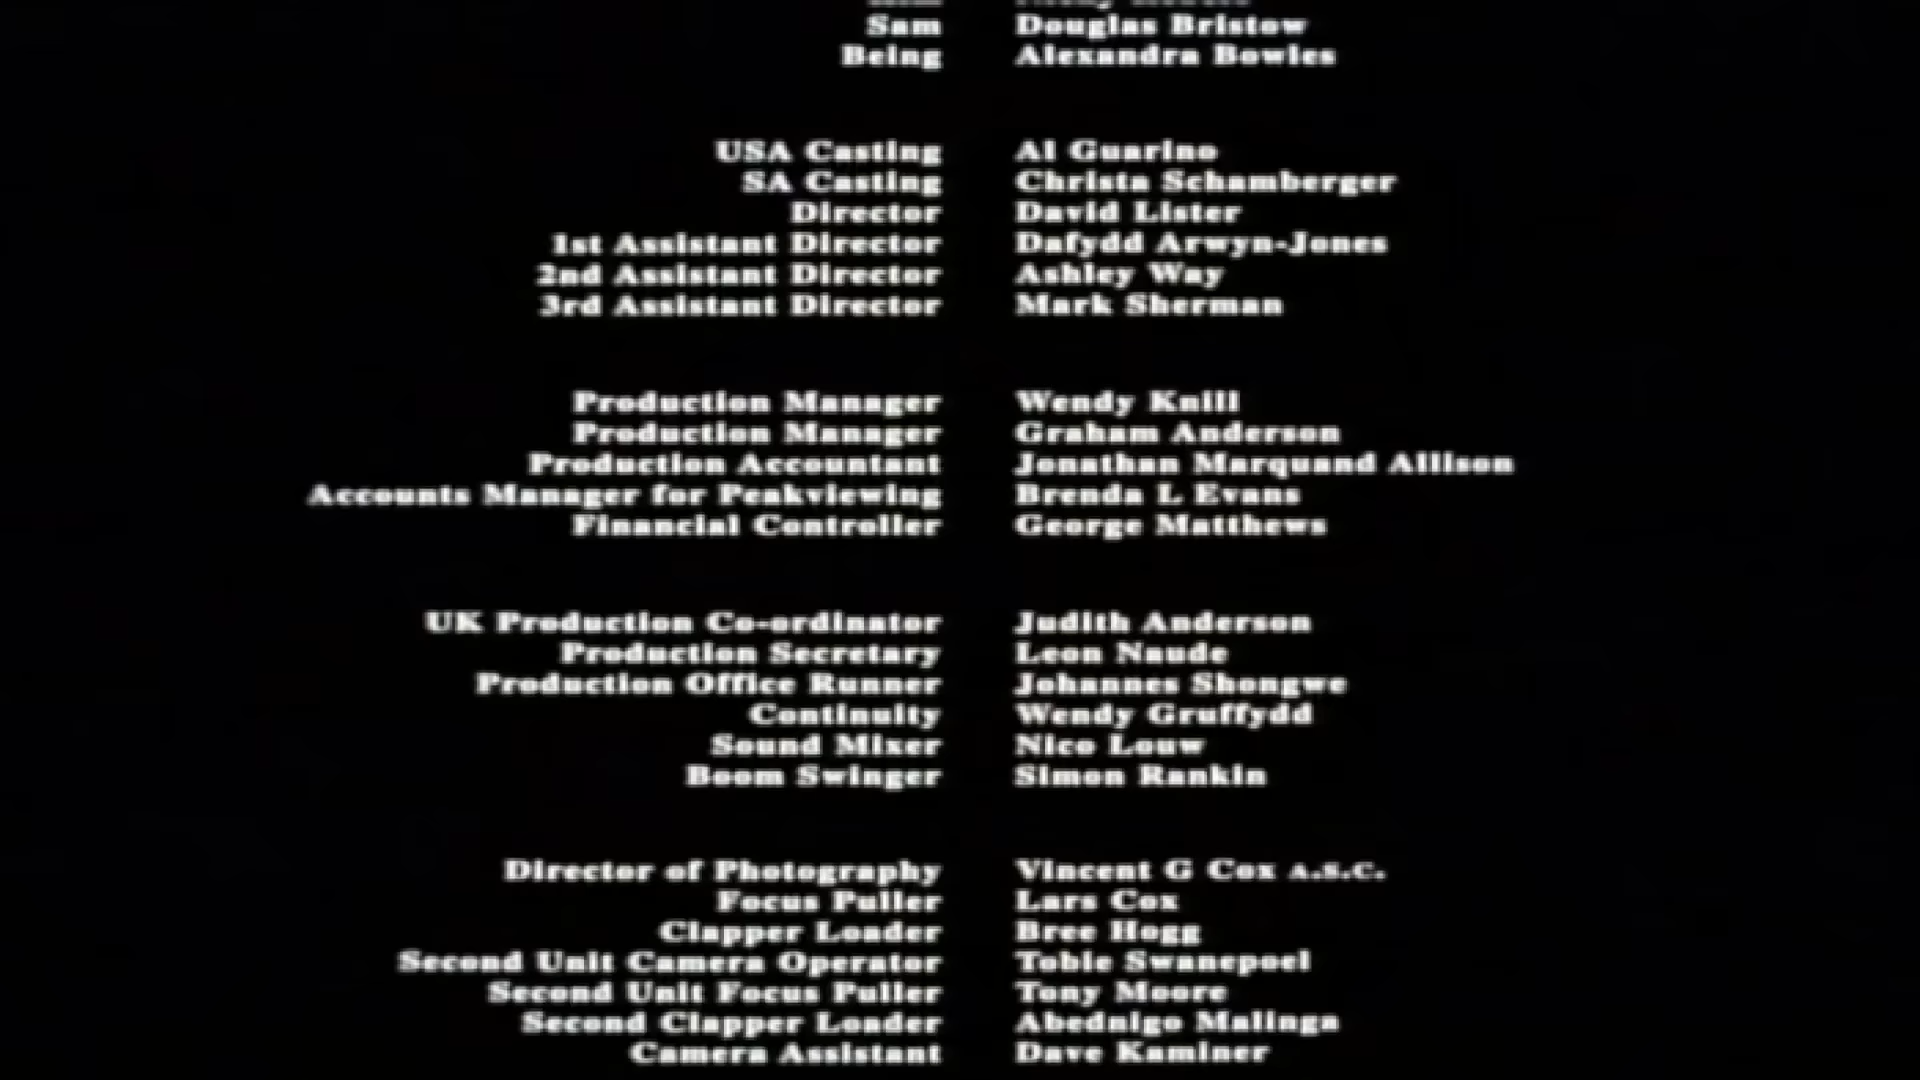 Sam Douglas Bristow
Being Alexandra Bowles
USA Casting Al Guarino
SA Casting Christa Schamberger
Director David Lister
1st Assistant Director Dafydd Arwyn-Jones
2nd Assistant Director Ashley Way
3rd Assistant Director Mark Sherman
Production Manager Wendy Knill
Production Manager Graham Anderson
Production Accountant Jonathan Marquand Allison
Accounts Manager for Peakviewing Brenda L Evans
Financial Controller George Matthews
UK Production Co-ordinator Judith Anderson
Production Secretary Leon Naude
Production Office Runner Johannes Shongwe
Continuity Wendy Gruffydd
Sound Mixer Nico Louw
Boom Swinger Simon Rankin
Director of Photography Vincent G Cox A.S.C.
Focus Puller Lars Cox
Clapper Loader Bree Hogg
Second Unit Camera Operator Tobie Swanepoel
Second Unit Focus Puller Tony Moore
Second Clapper Loader Abednigo Malinga
Camera Assistant Dave Kaminer